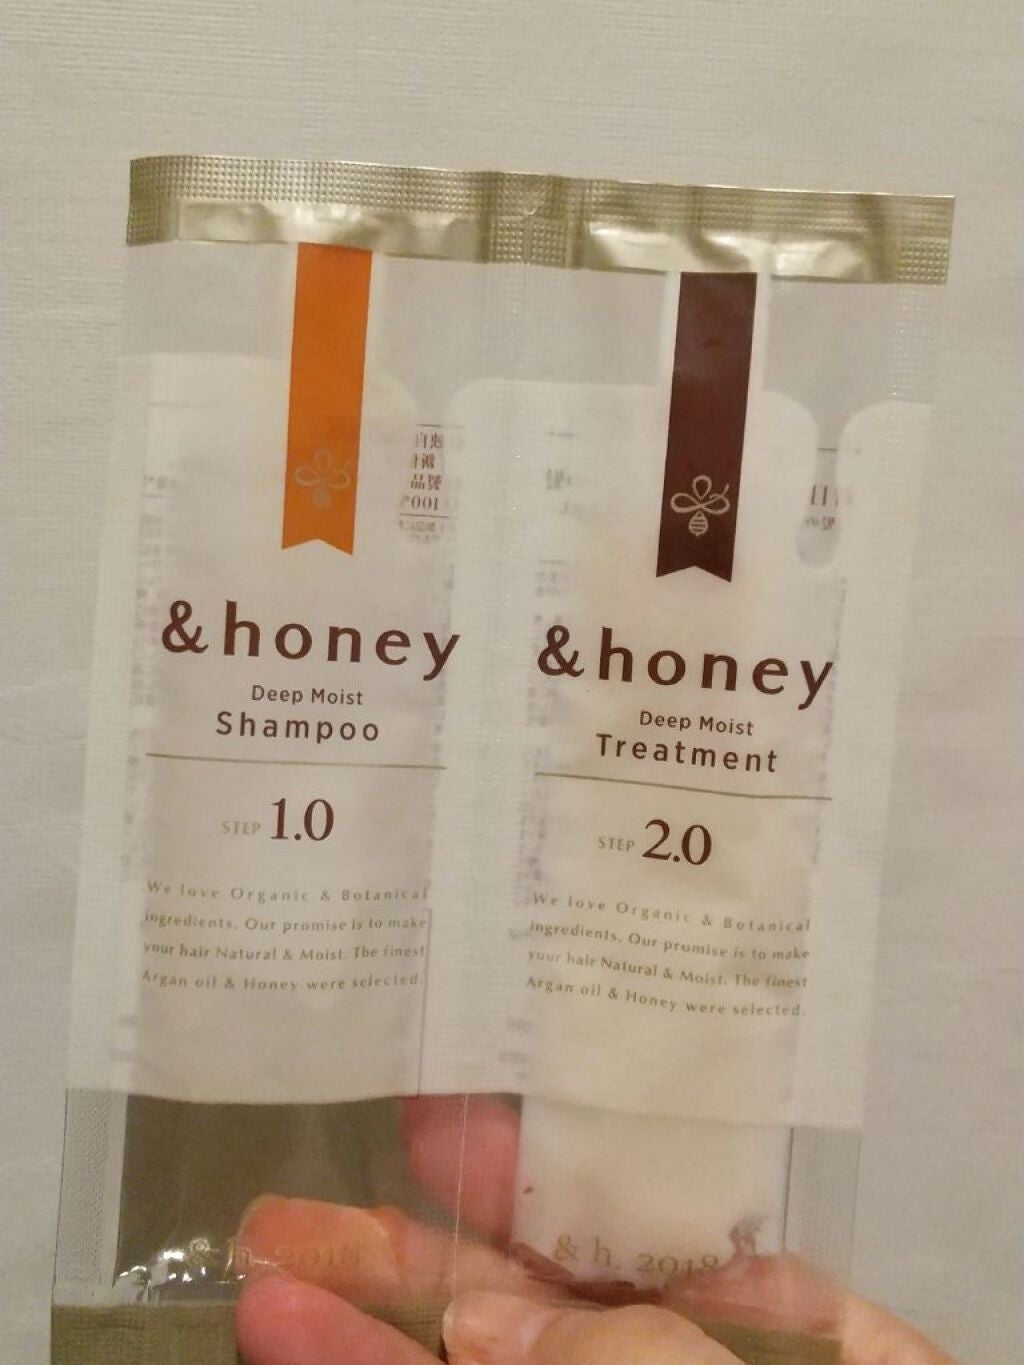 &honey
Deep Moist
Shampoo
STEP 1.0
We love Organic & Botanical
ingredients. Our promise is to make
your hair Natural & Moist. The finest
Argan oil & Honey were selected.
& h. 2018
&honey
Deep Moist
Treatment
STEP 2.0
We love Organic & Botanical
ingredients. Our promise is to make
your hair Natural & Moist. The finest
Argan oil & Honey were selected.
& h. 2018